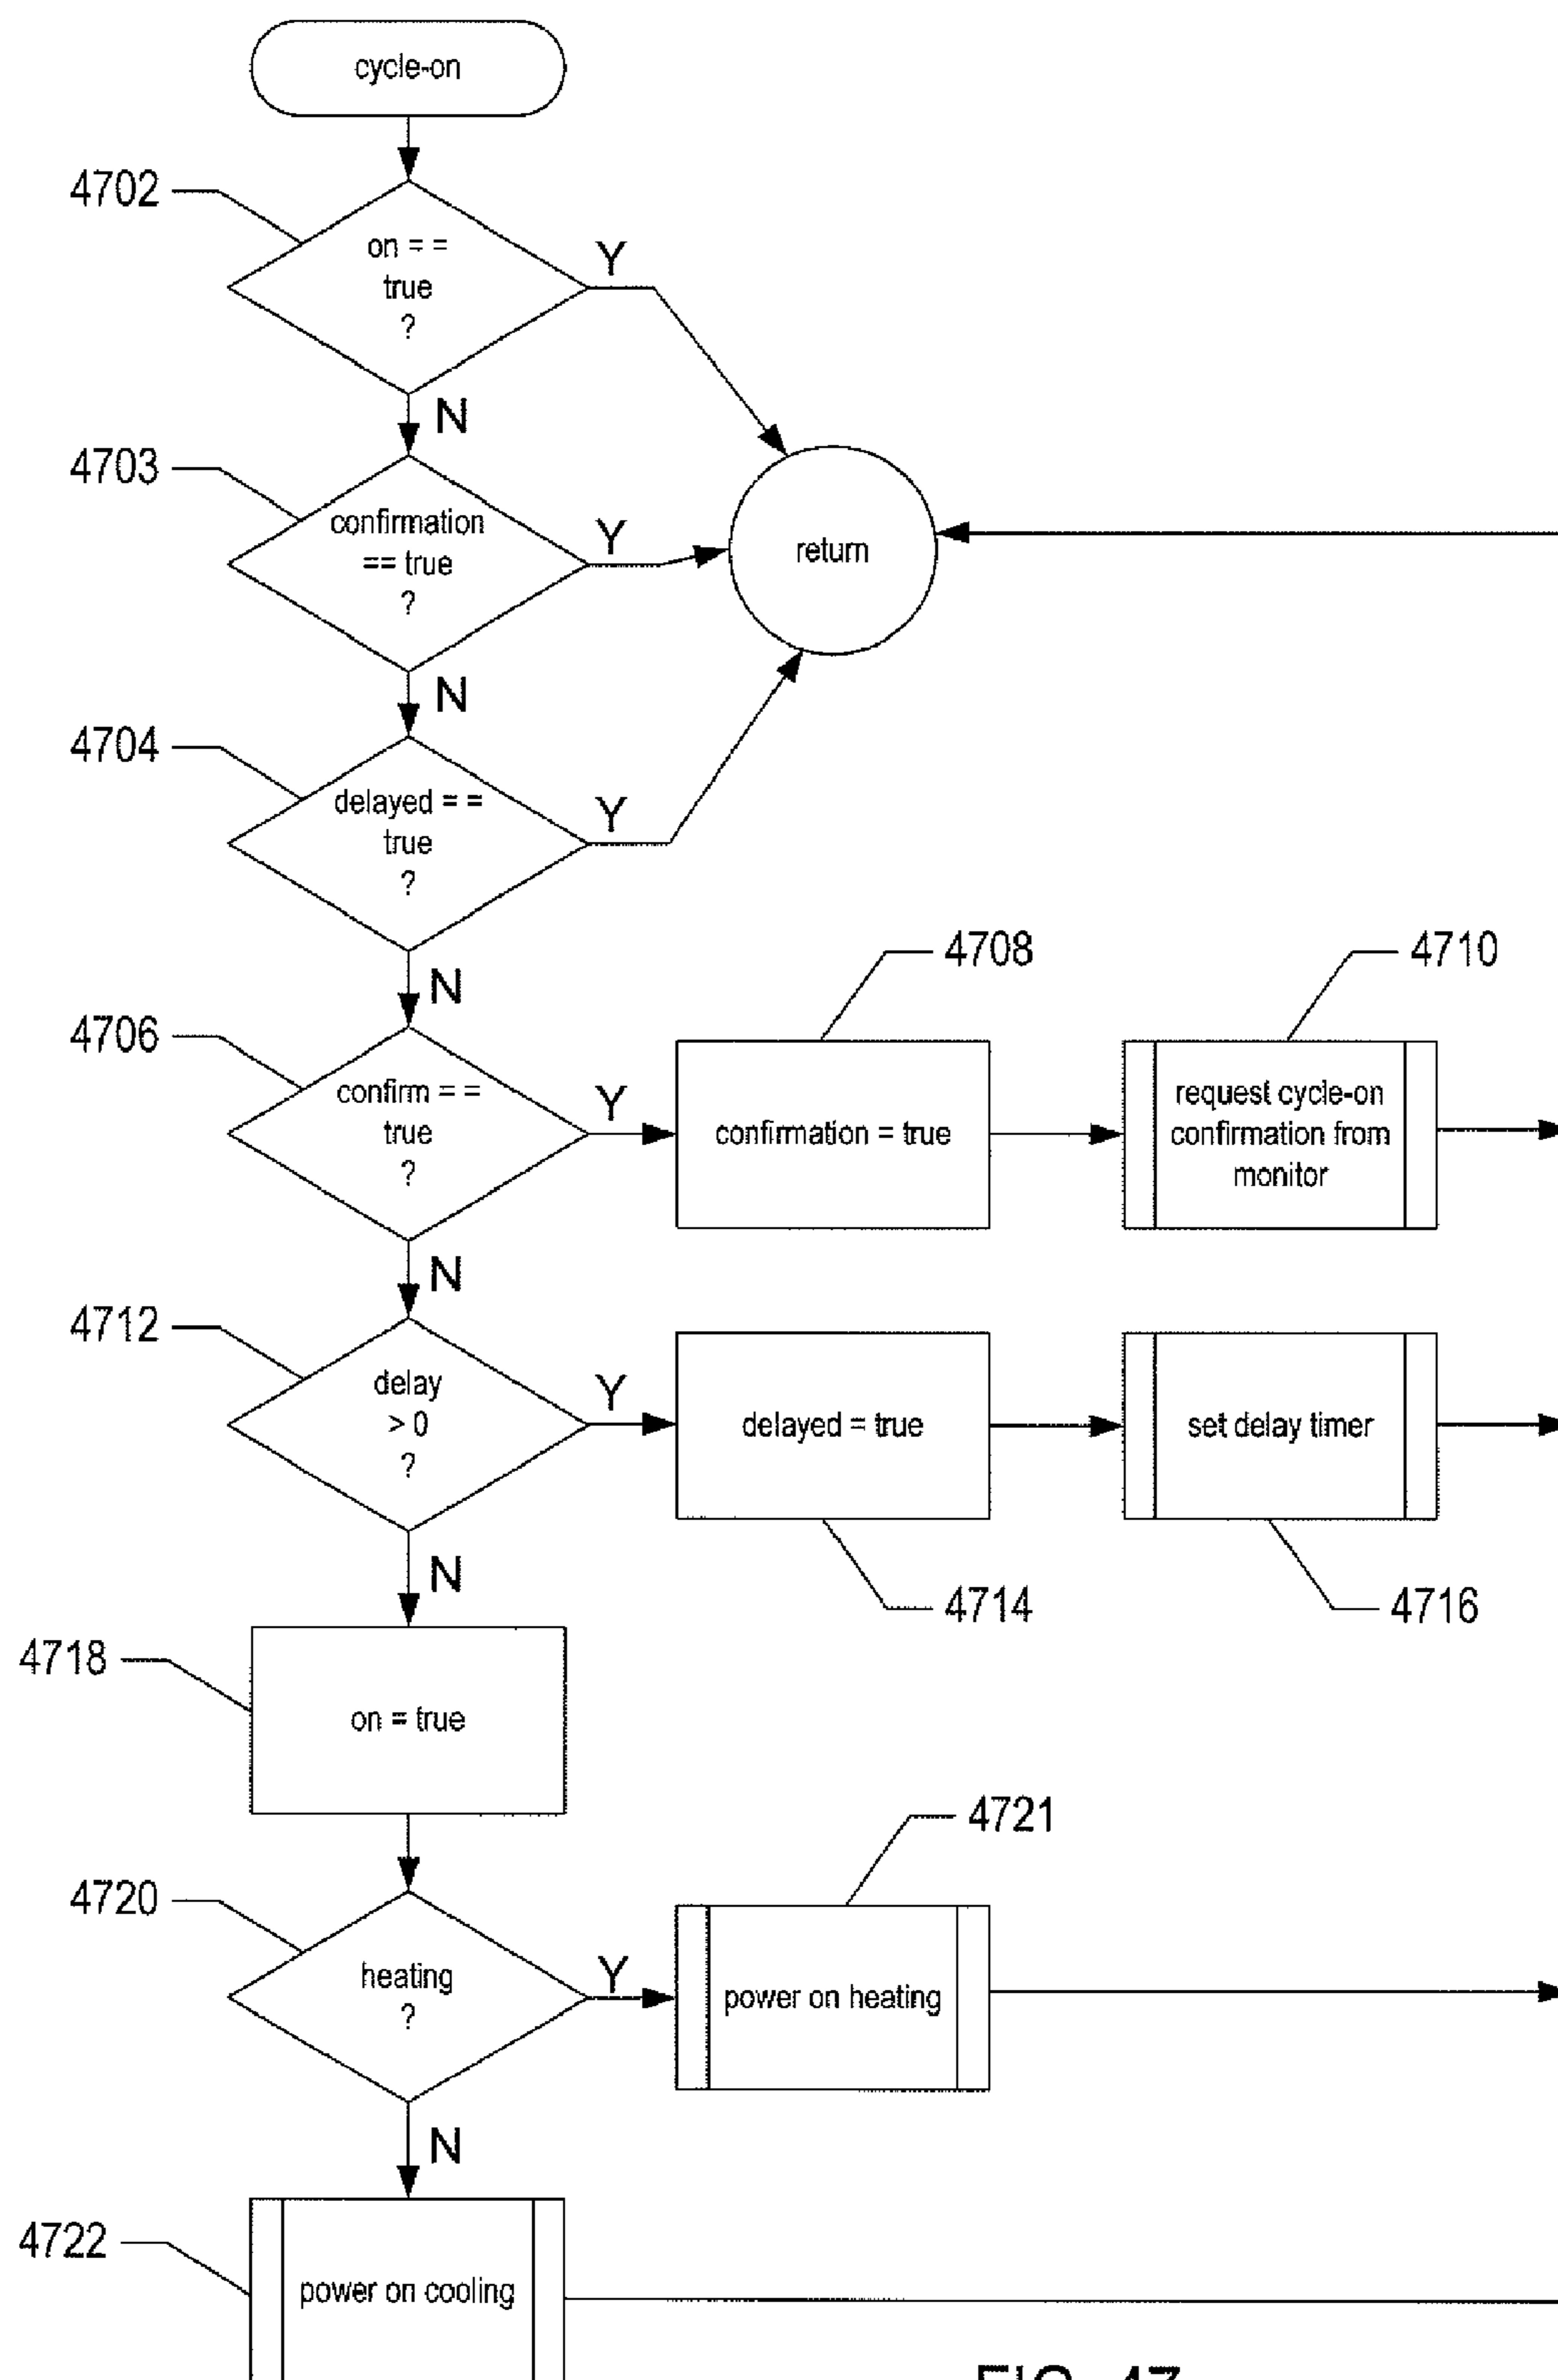 cycle-on
4702
on = =
true
?
Y
N
4703
confirmation
== true
?
Y
return
N
4704
delayed = =
true
?
Y
N
4706
confirm = =
true
?
Y
4708
confirmation = true
4710
request cycle-on
confirmation from
monitor
N
4712
delay
> 0
?
Y
delayed = true
4714
set delay timer
4716
N
4718
on = true
4720
heating
?
Y
4721
power on heating
N
4722
power on cooling
FIG. 47